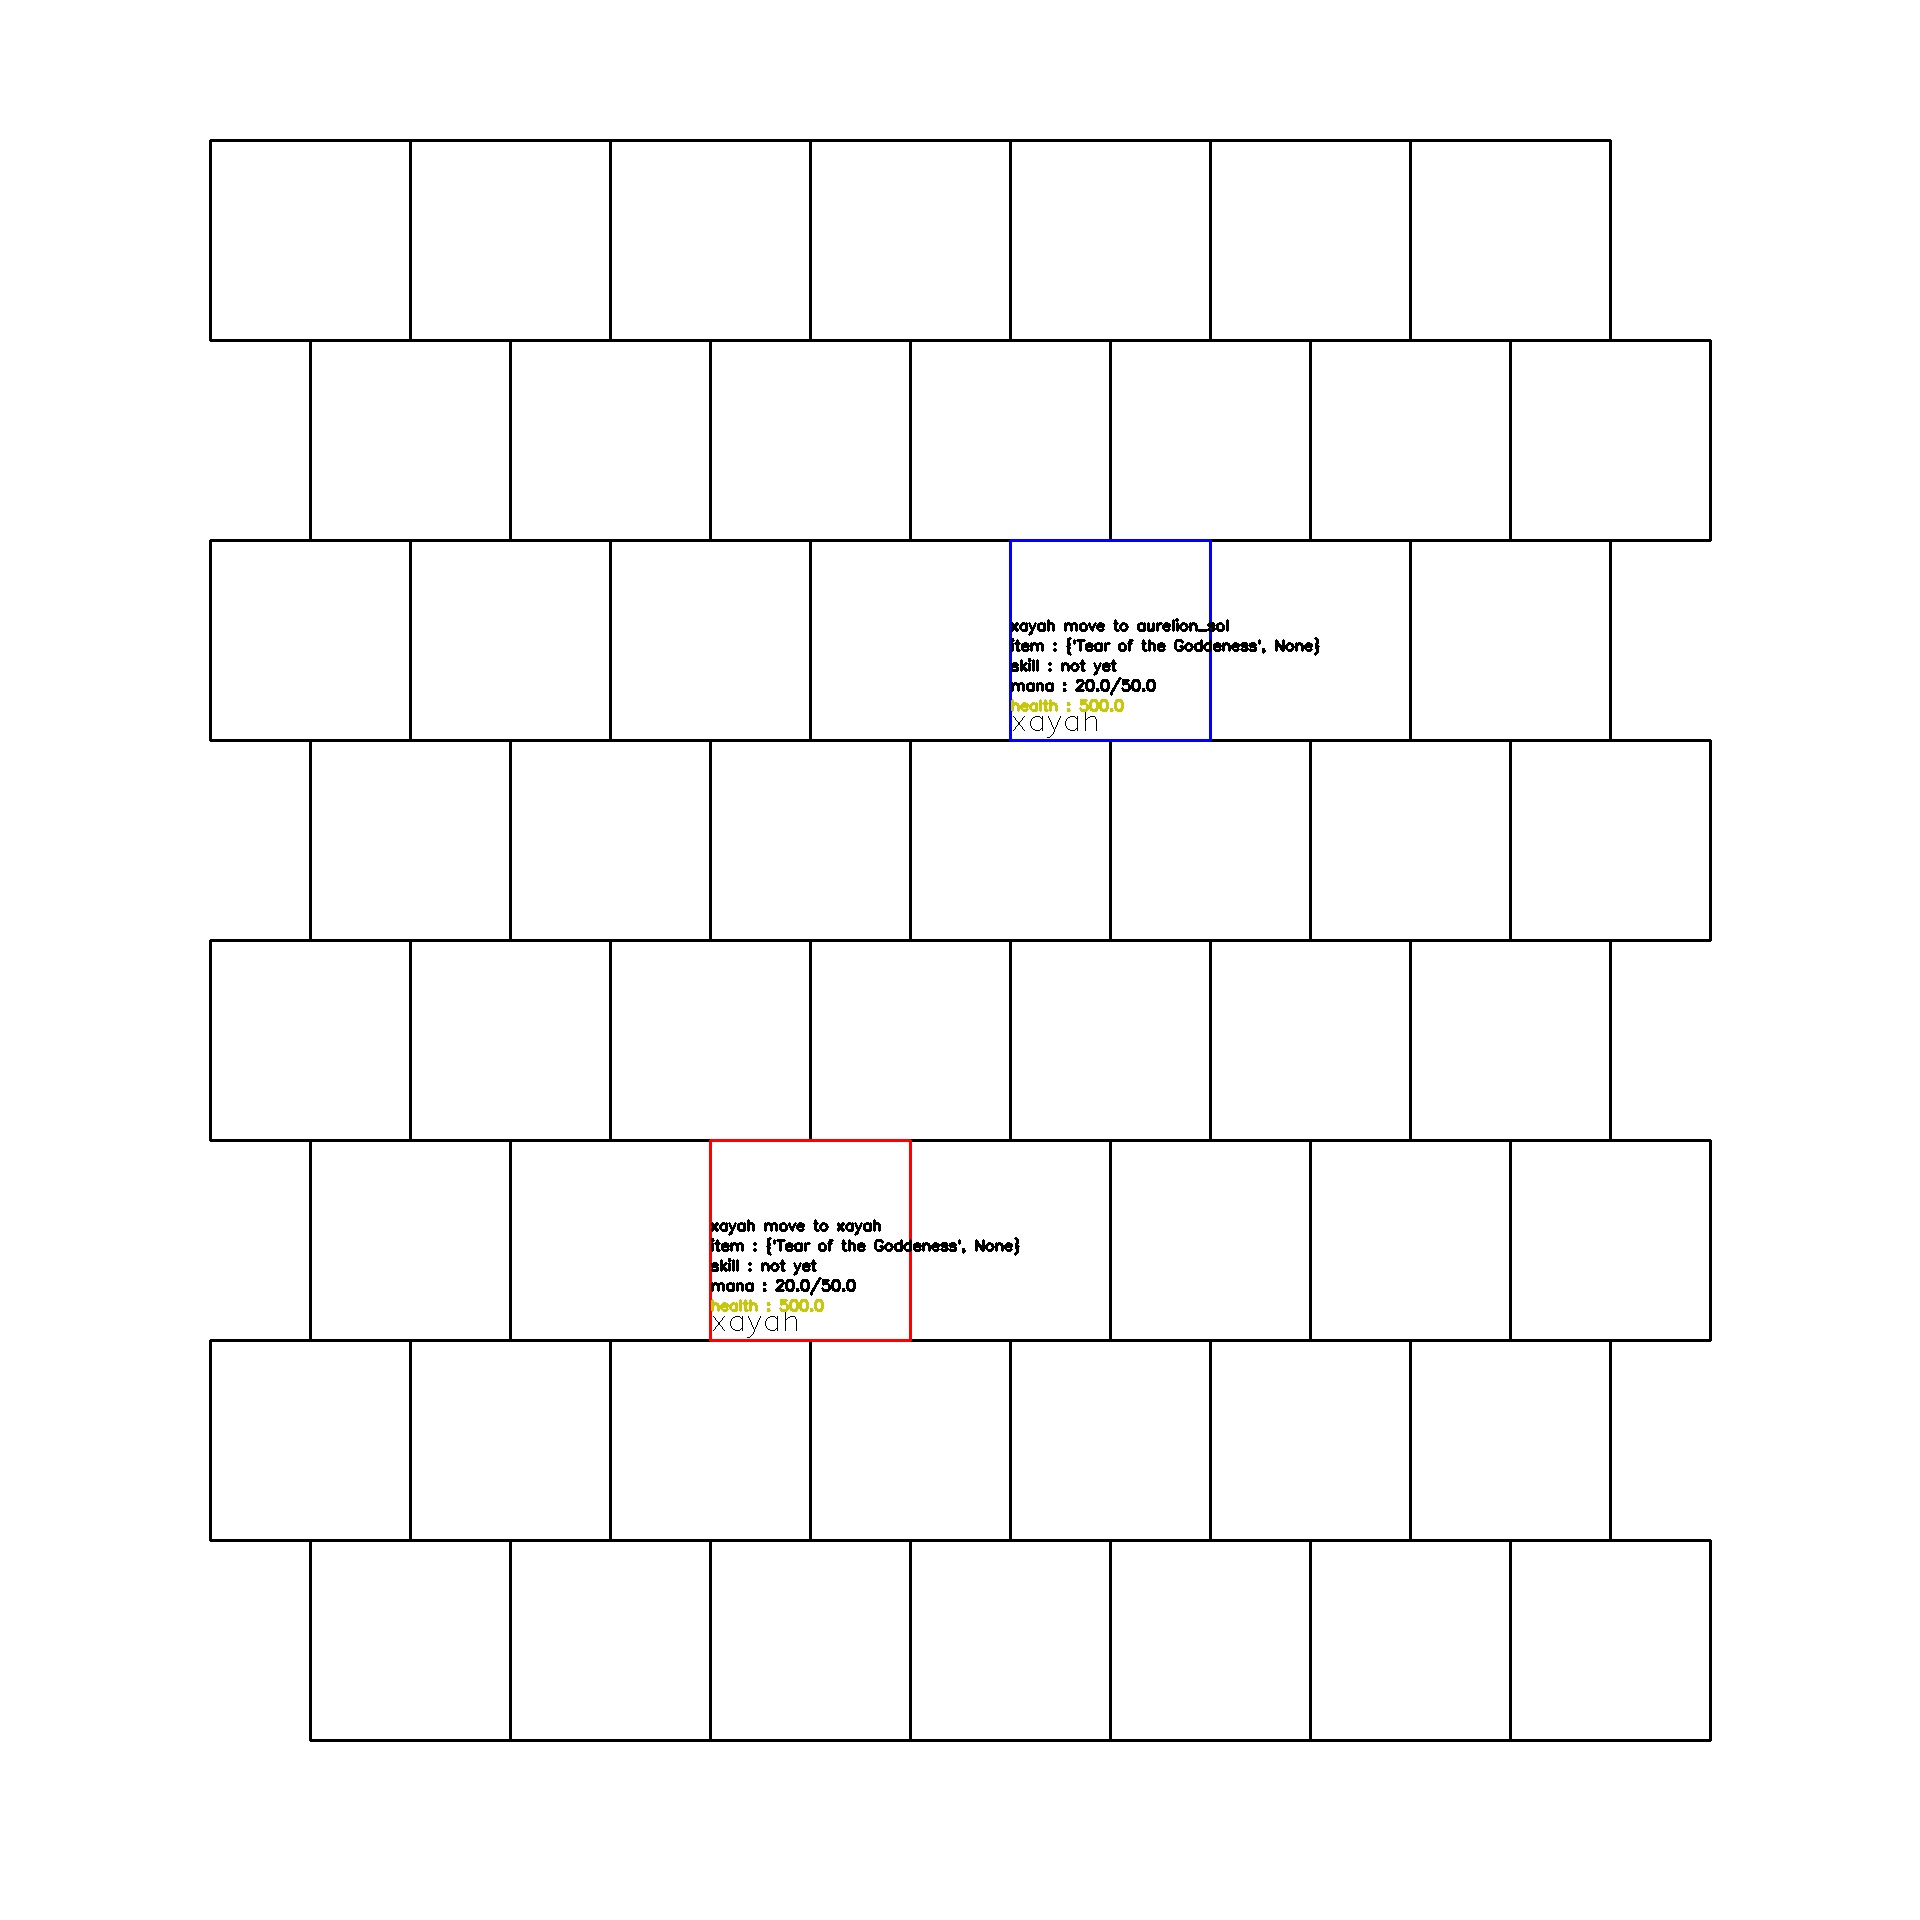 xayah move to aurelion_sol
item : {'Tear of the Goddeness', None}
skill : not yet
mana : 20.0/50.0
health : 500.0
xayah
xayah move to xayah
item : {'Tear of the Goddeness', None}
skill : not yet
mana : 20.0/50.0
health : 500.0
xayah